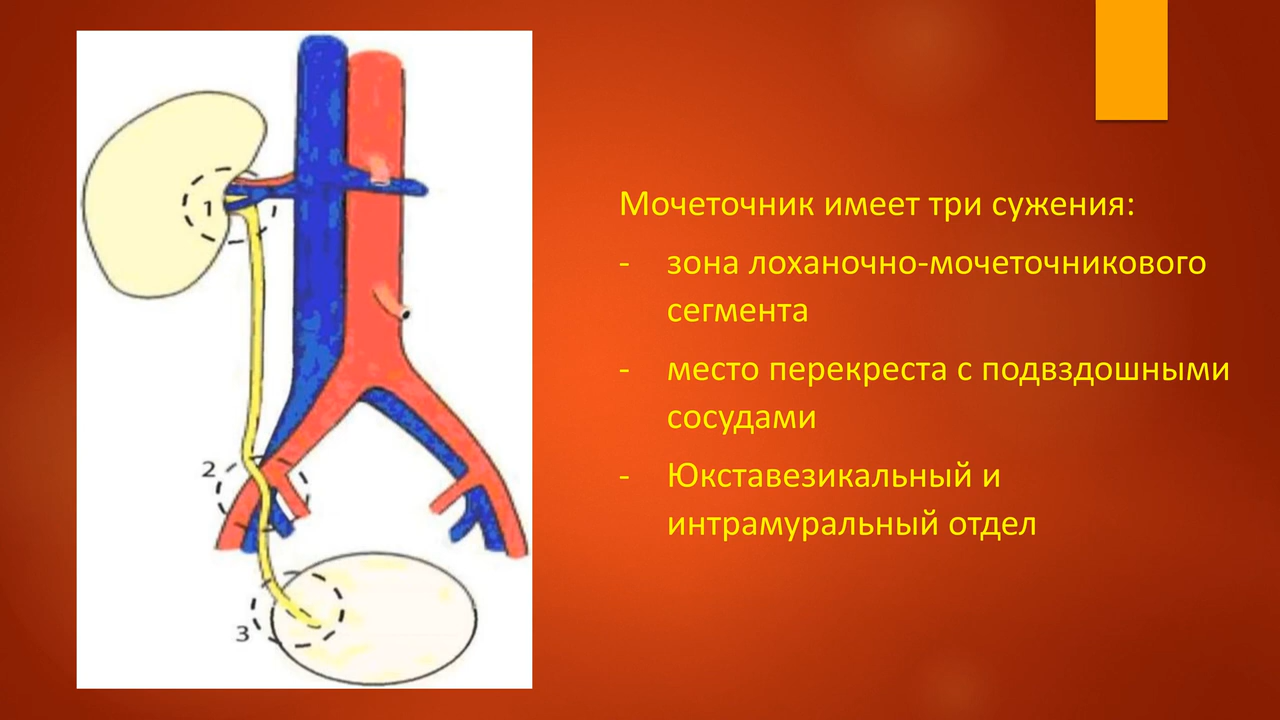 1
2
3
Мочеточник имеет три сужения:
- зона лоханочно-мочеточникового
сегмента
- место перекреста с подвздошными
сосудами
- Юкставезикальный и
интрамуральный отдел